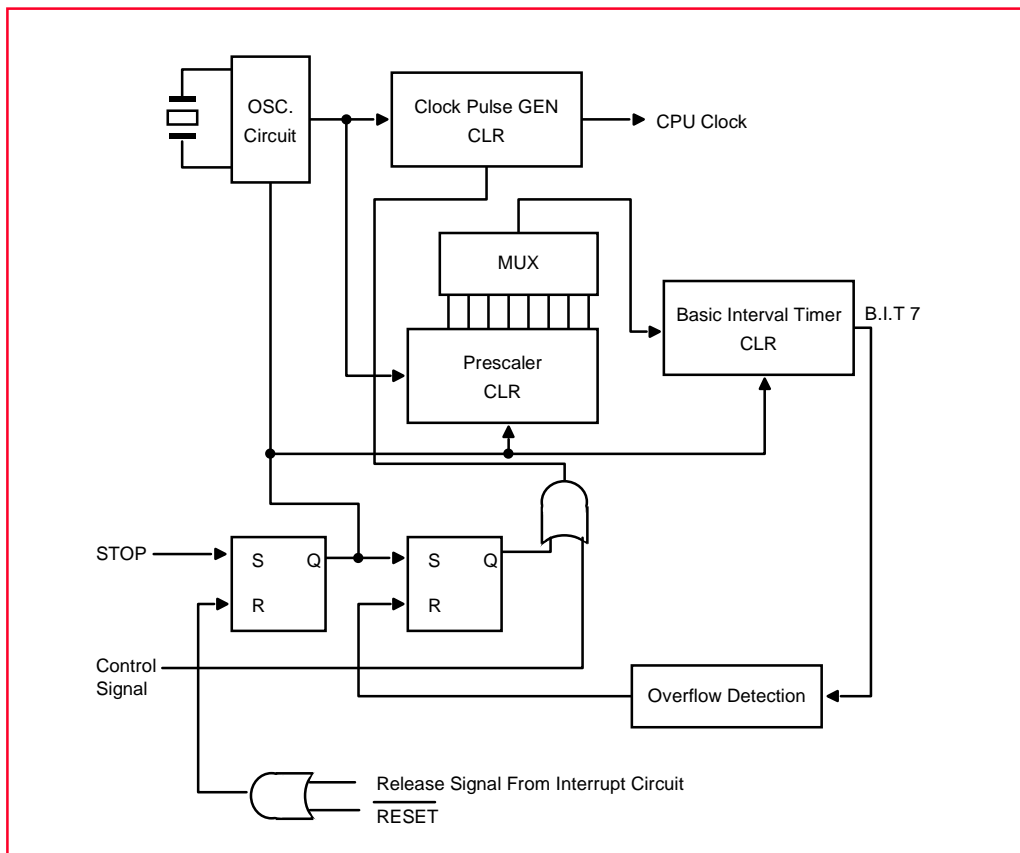 OSC.
Circuit
Clock Pulse GEN
CLR
CPU Clock
MUX
Prescaler
CLR
Basic Interval Timer
CLR
B.I.T 7
STOP
S Q
R
S Q
R
Control
Signal
Overflow Detection
Release Signal From Interrupt Circuit
RESET